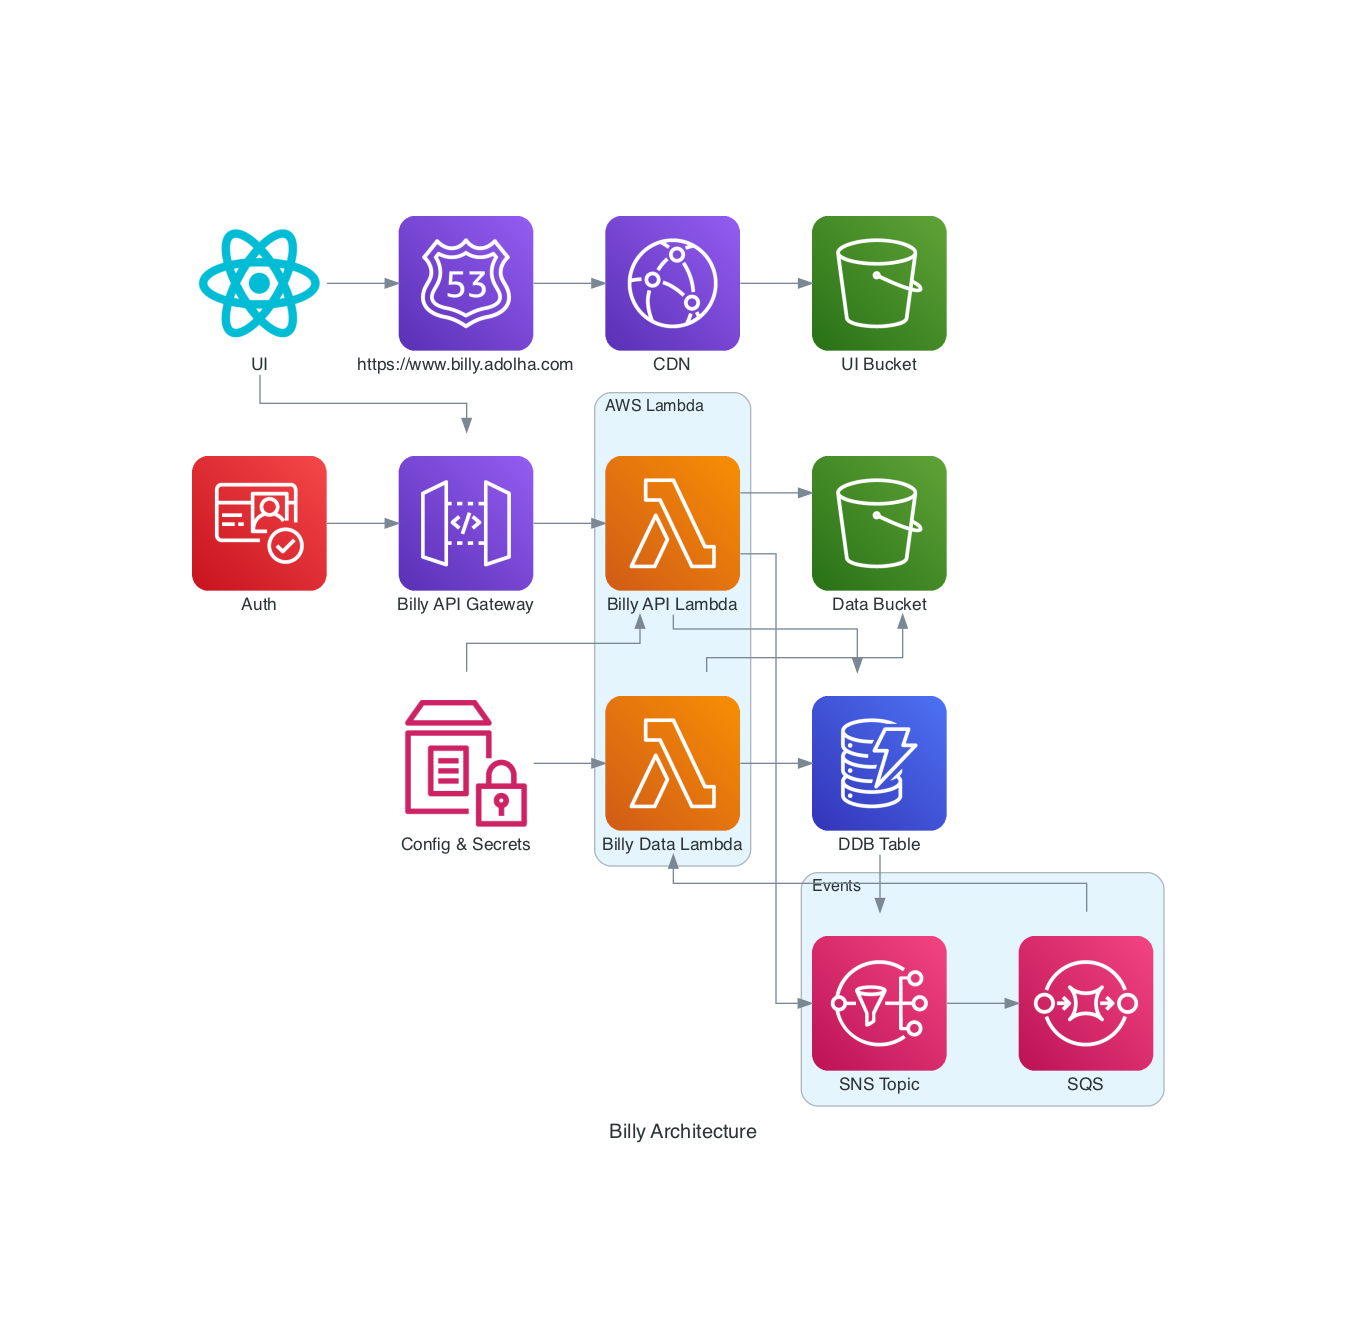 53
UI
https://www.billy.adolha.com
CDN
UI Bucket
AWS Lambda
Auth
Billy API Gateway
Billy API Lambda
Data Bucket
Config & Secrets
Billy Data Lambda
DDB Table
Events
SNS Topic
SQS
Billy Architecture